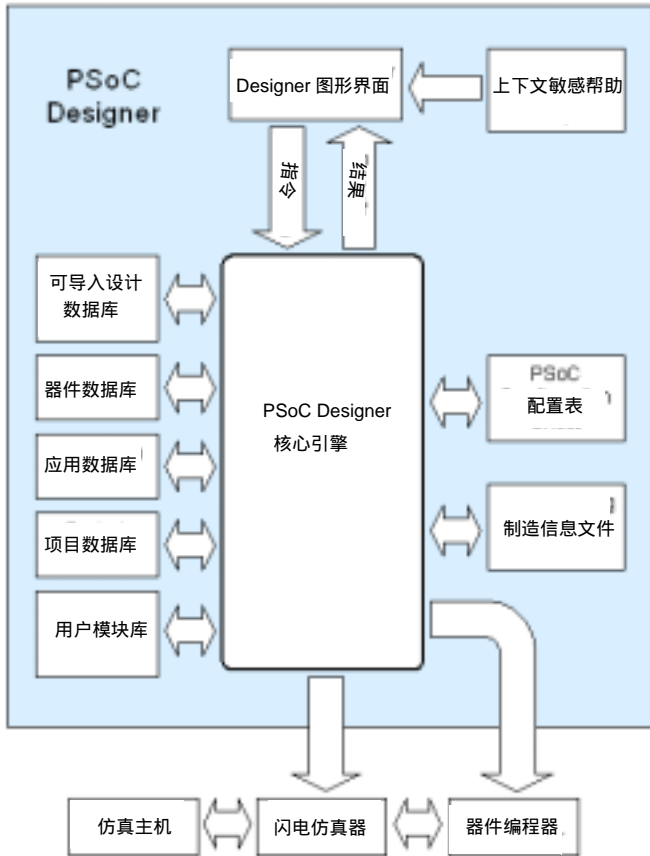 PSoC
Designer
Designer 图形界面
上下文敏感帮助
指令
结果
可导入设计
数据库
器件数据库
应用数据库
项目数据库
用户模块库
PSoC Designer
核心引擎
PSoC
配置表
制造信息文件
仿真主机
闪电仿真器
器件编程器